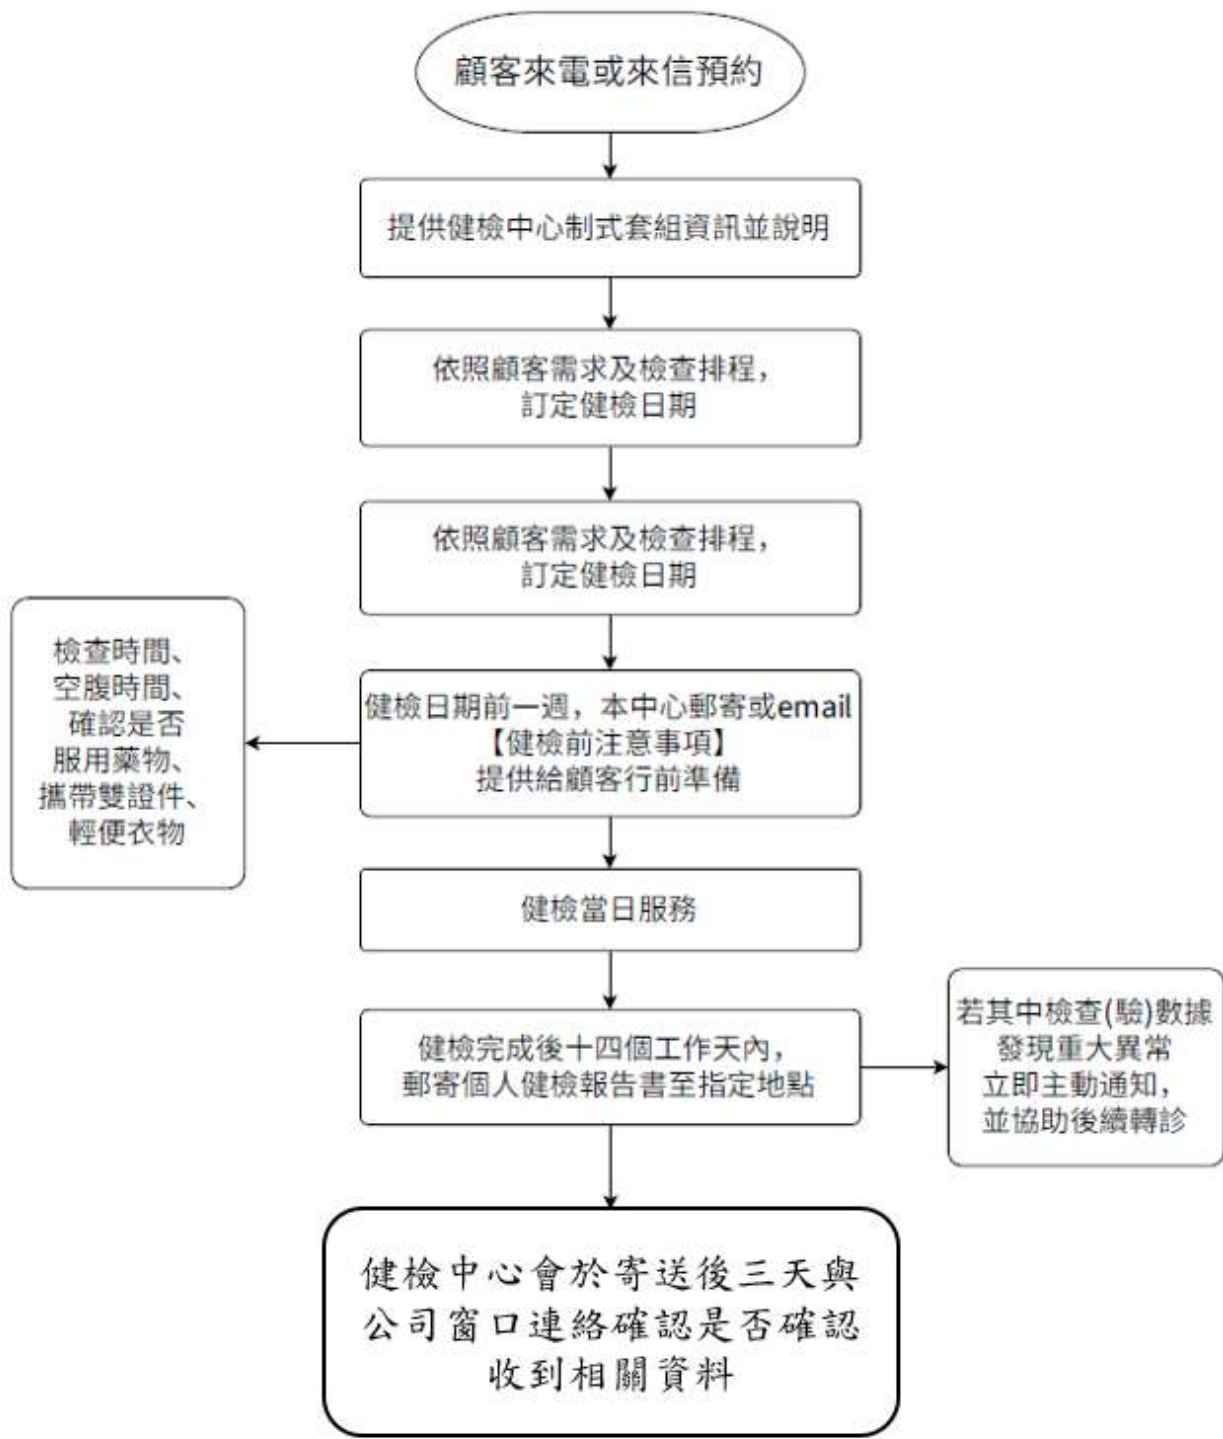 顧客來電或來信預約
提供健檢中心制式套組資訊並說明
依照顧客需求及檢查排程，
訂定健檢日期
依照顧客需求及檢查排程，
訂定健檢日期
健檢日期前一週，本中心郵寄或email
【健檢前注意事項】
提供給顧客行前準備
檢查時間、
空腹時間、
確認是否
服用藥物、
攜帶雙證件、
輕便衣物
健檢當日服務
健檢完成後十四個工作天內，
郵寄個人健檢報告書至指定地點
若其中檢查(驗)數據
發現重大異常
立即主動通知，
並協助後續轉診
健檢中心會於寄送後三天與
公司窗口連絡確認是否確認
收到相關資料